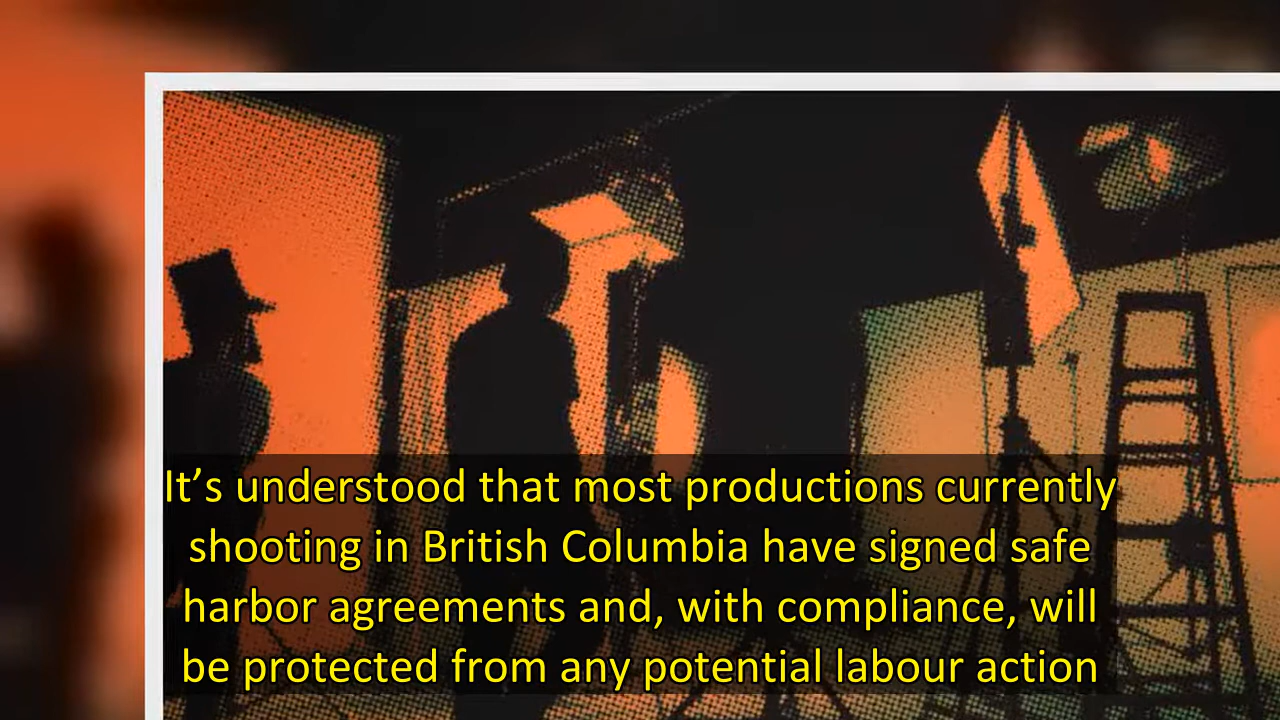 It’s understood that most productions currently
shooting in British Columbia have signed safe
harbor agreements and, with compliance, will
be protected from any potential labour action